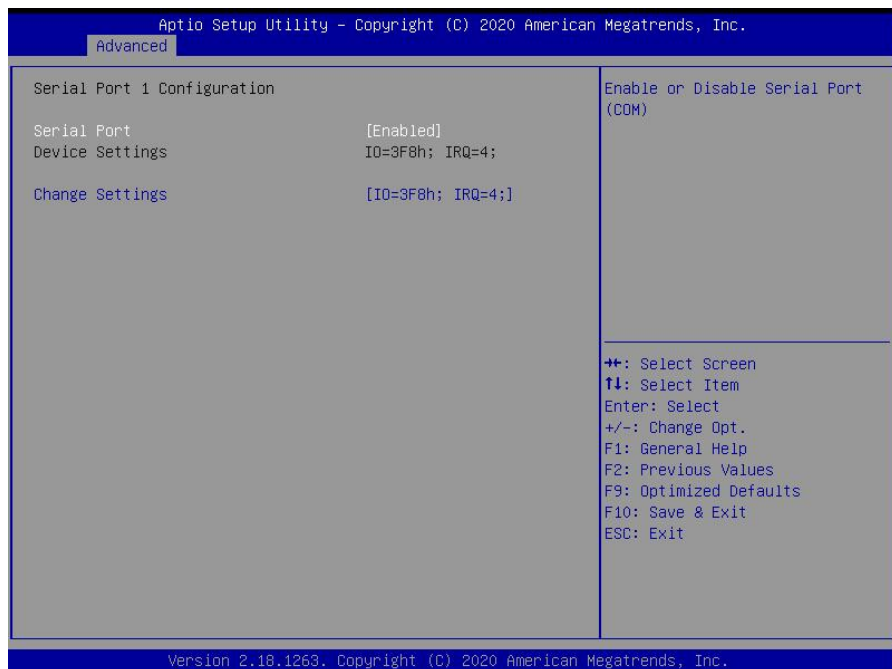 Aptio Setup Utility – Copyright (C) 2020 American Megatrends, Inc.
Advanced
Serial Port 1 Configuration
Serial Port [Enabled]
Device Settings IO=3F8h; IRQ=4;
Change Settings [IO=3F8h; IRQ=4;]
Enable or Disable Serial Port
(COM)
→←: Select Screen
↑↓: Select Item
Enter: Select
+/-: Change Opt.
F1: General Help
F2: Previous Values
F9: Optimized Defaults
F10: Save & Exit
ESC: Exit
Version 2.18.1263. Copyright (C) 2020 American Megatrends, Inc.